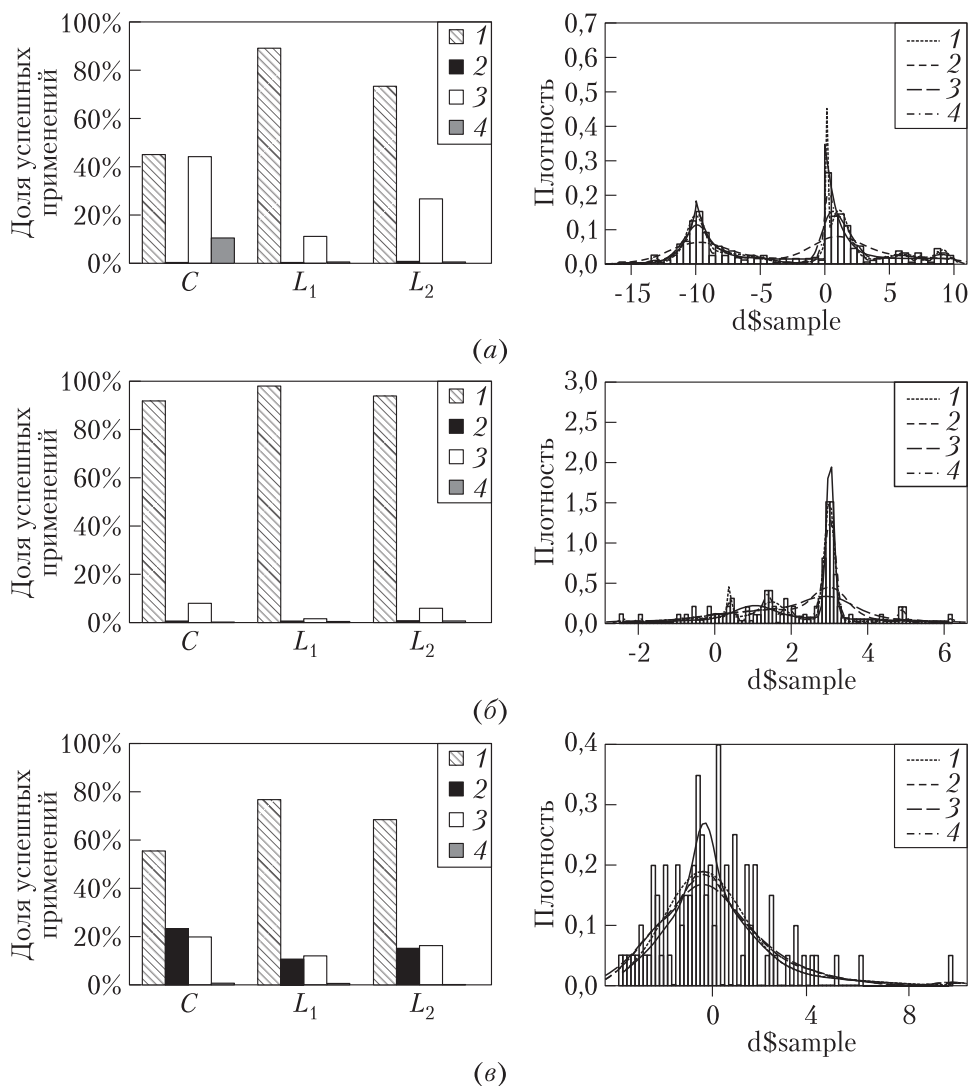 Доля успешных
применений
100%
80%
60%
40%
20%
0%
C L₁ L₂
1
2
3
4
Плотность
0,7
0,6
0,5
0,4
0,3
0,2
0,1
0,0
-15 -10 -5 0 5 10
d$sample
1
2
3
4
(а)
Доля успешных
применений
100%
80%
60%
40%
20%
0%
C L₁ L₂
1
2
3
4
Плотность
3,0
2,5
2,0
1,5
1,0
0,5
0,0
-2 0 2 4 6
d$sample
1
2
3
4
(б)
Доля успешных
применений
100%
80%
60%
40%
20%
0%
C L₁ L₂
1
2
3
4
Плотность
0,4
0,3
0,2
0,1
0,0
0 4 8
d$sample
1
2
3
4
(в)